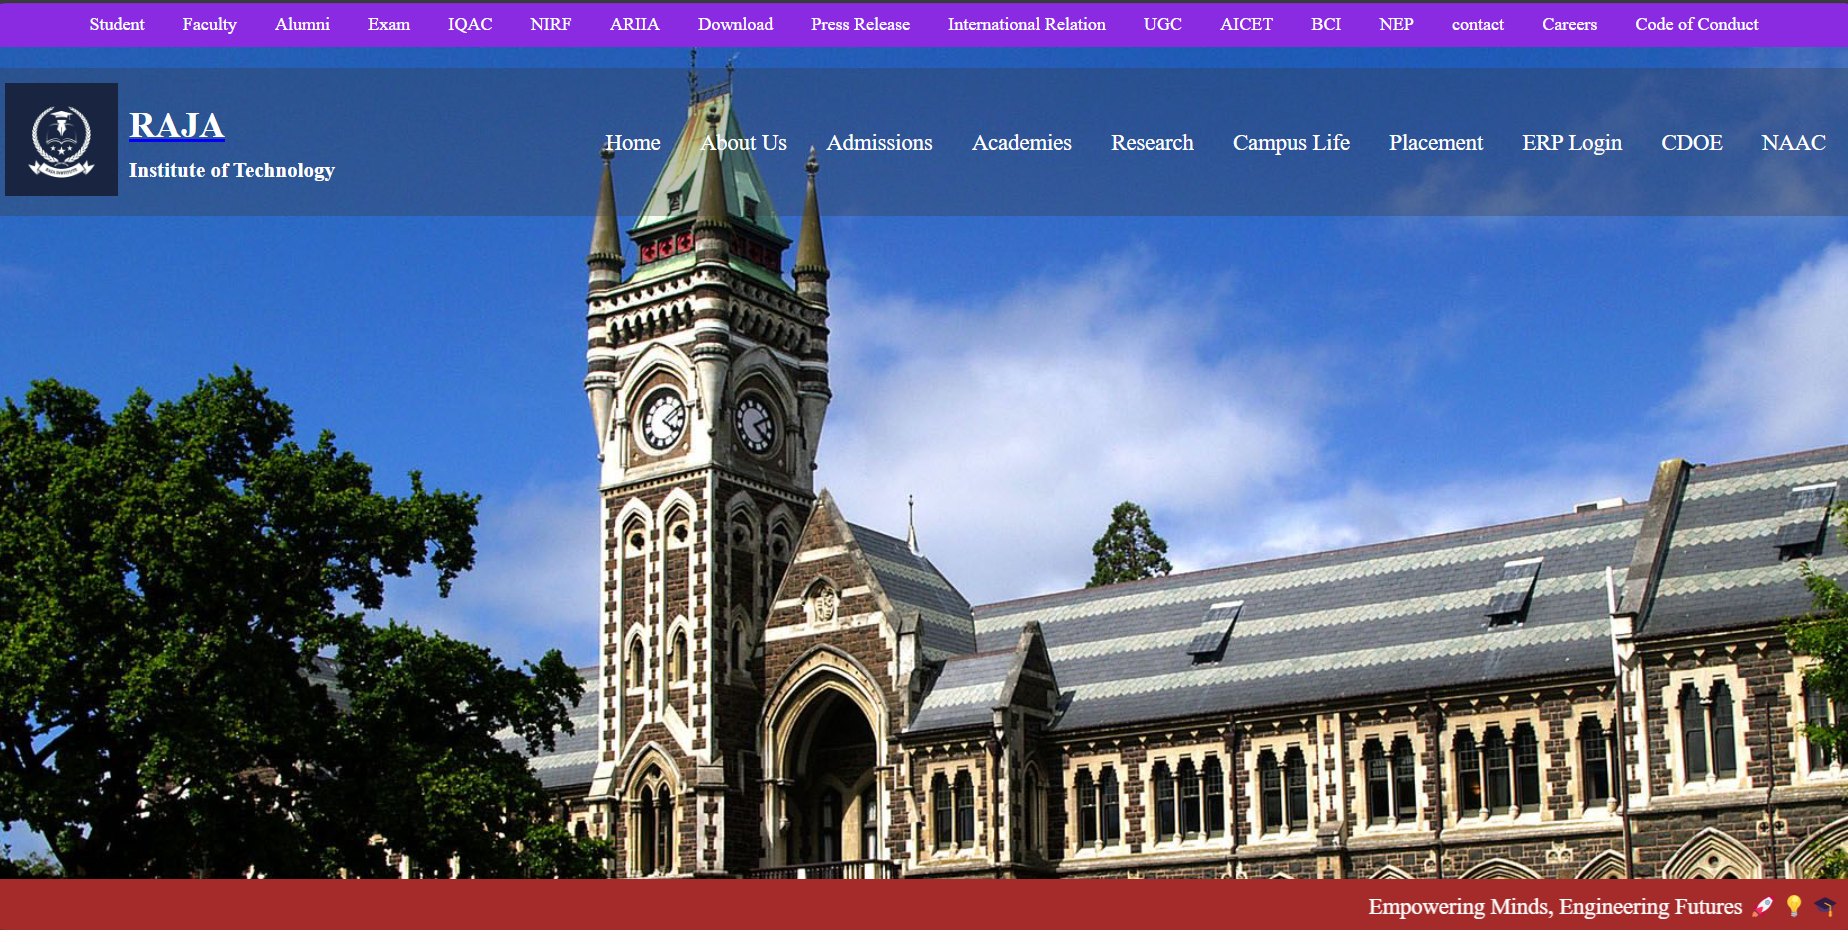 Student Faculty Alumni Exam IQAC NIRF ARIIA Download Press Release International Relation UGC AICET BCI NEP contact Careers Code of Conduct
RAJA
Institute of Technology
RAJA INSTITUTE
Home About Us Admissions Academies Research Campus Life Placement ERP Login CDOE NAAC
Empowering Minds, Engineering Futures 🚀 💡 🎓